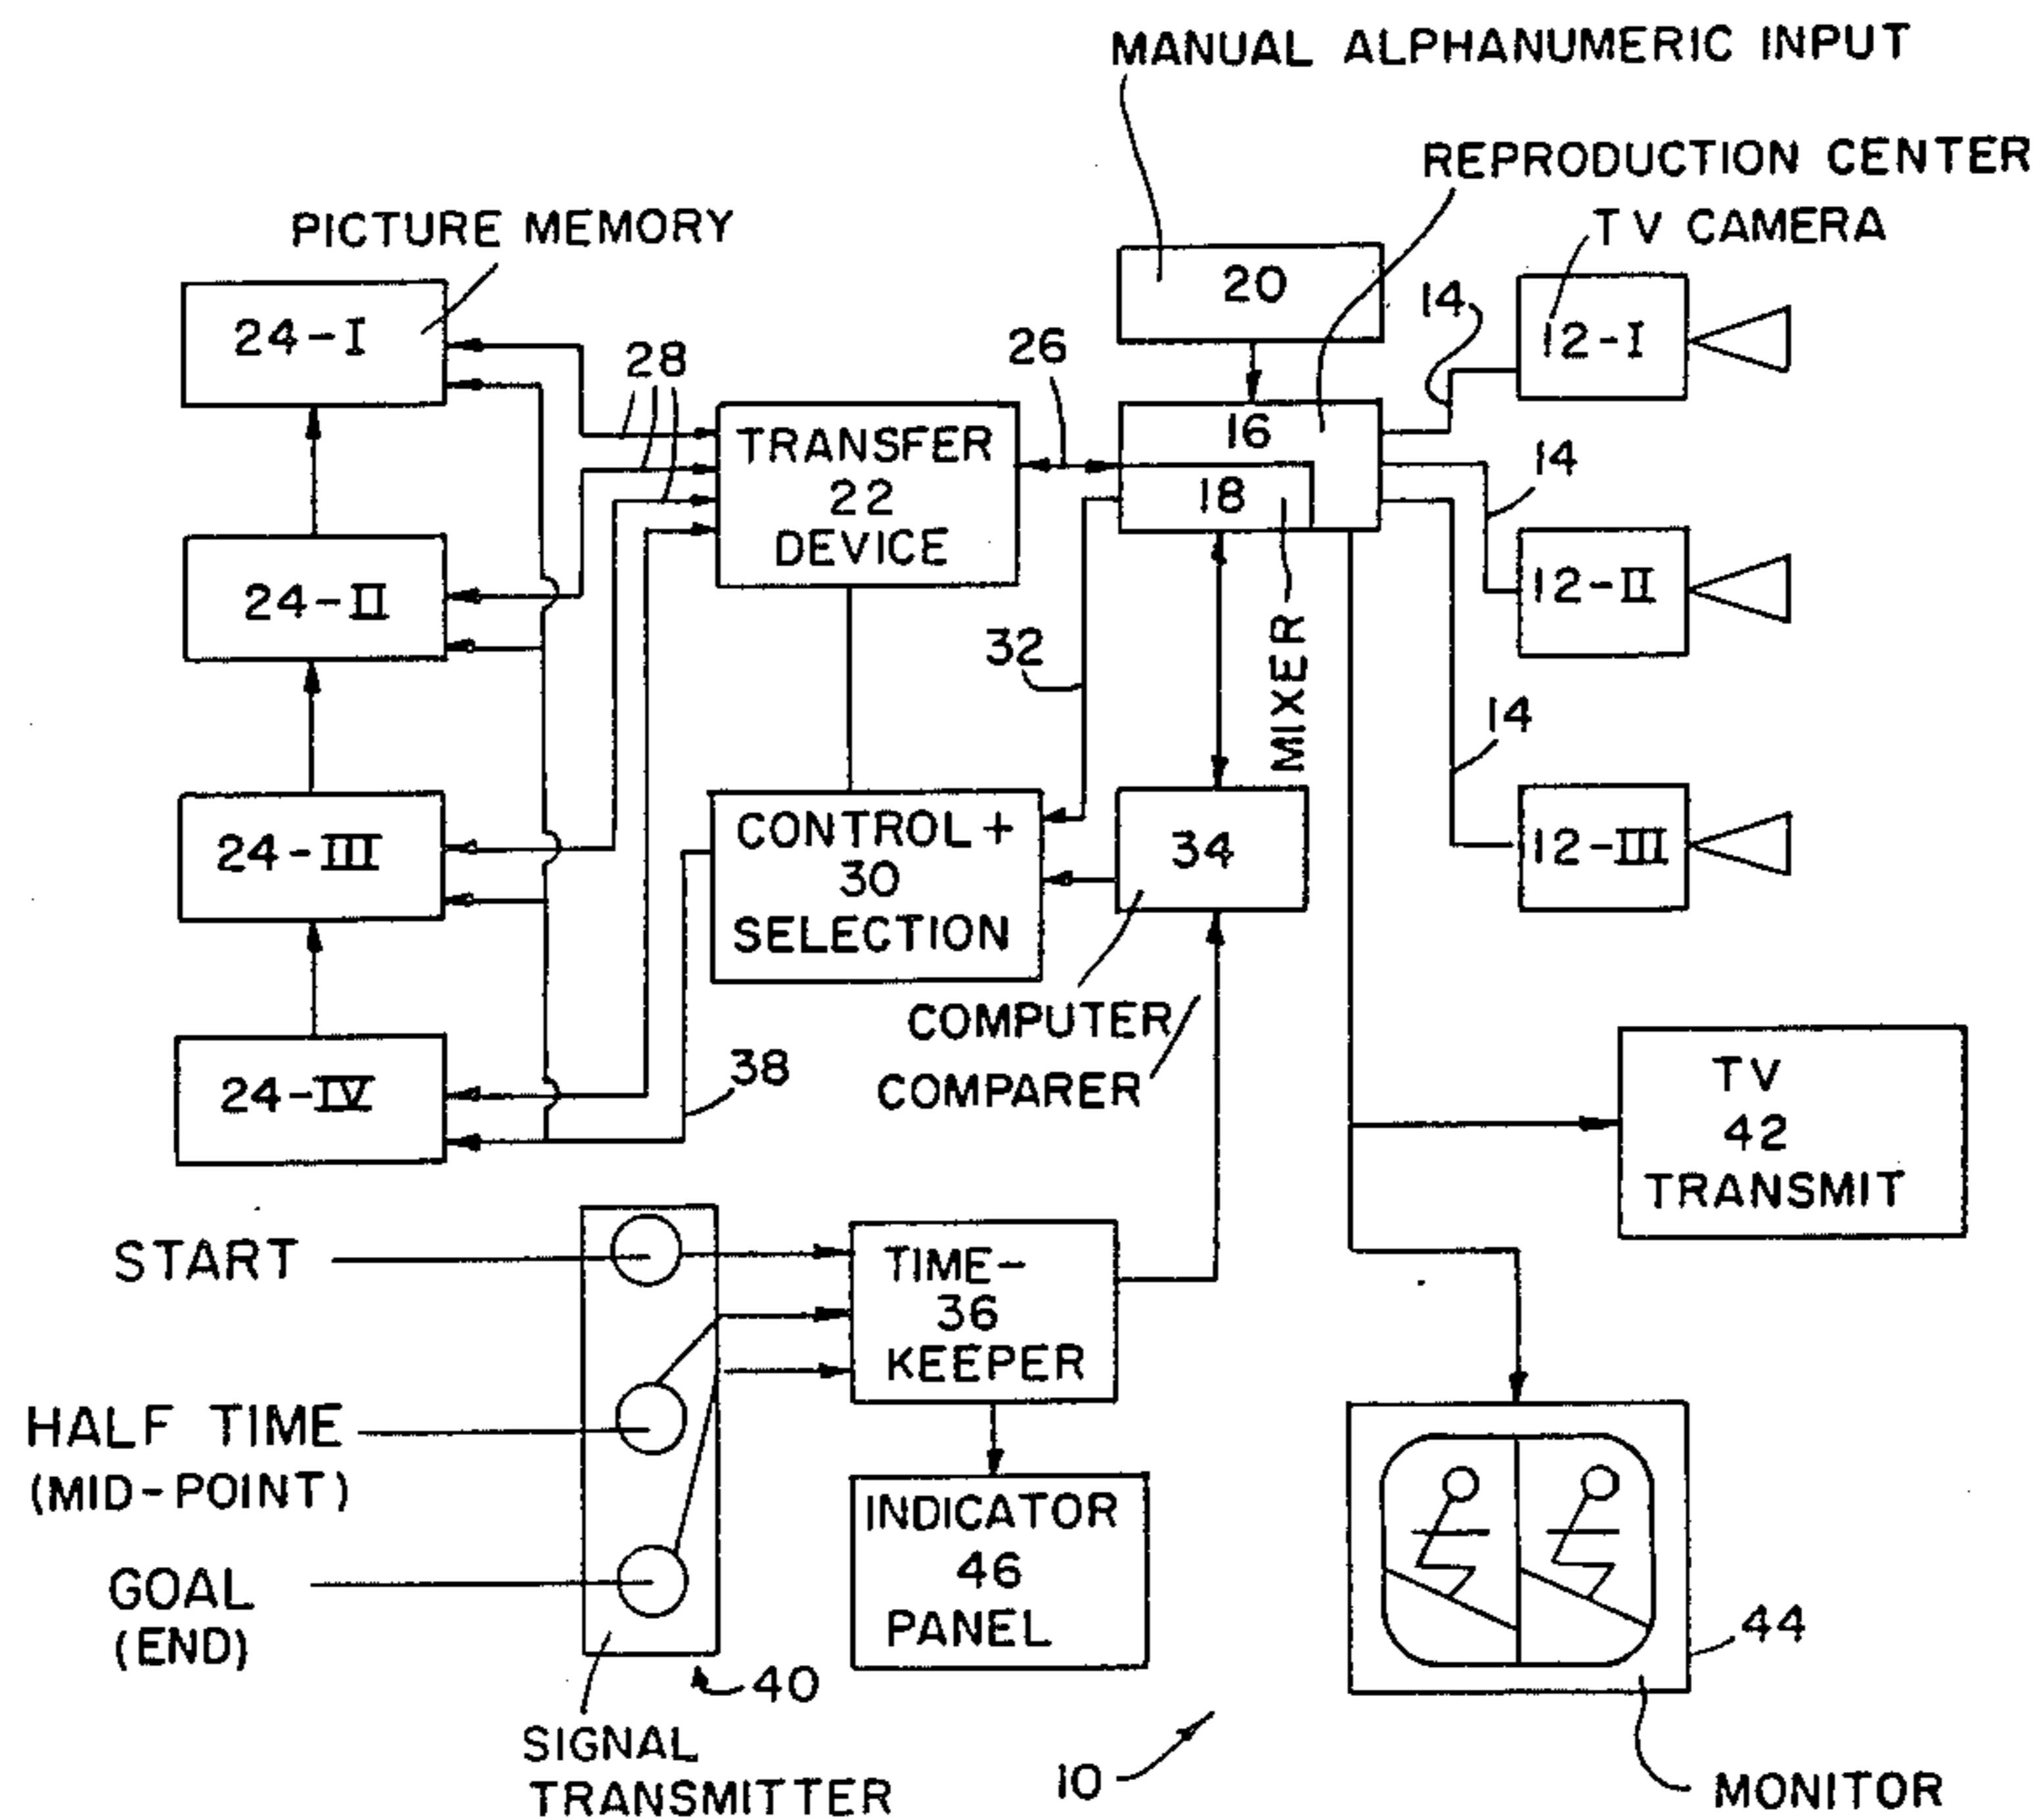 MANUAL ALPHANUMERIC INPUT
REPRODUCTION CENTER
TV CAMERA
PICTURE MEMORY
20
24-I
28
26
14
12-I
TRANSFER
22
DEVICE
16
18
14
12-II
24-II
32
MIXER
14
24-III
CONTROL +
30
SELECTION
34
12-III
COMPUTER
COMPARER
24-IV
38
TV
42
TRANSMIT
START
TIME-
36
KEEPER
HALF TIME
(MID-POINT)
INDICATOR
46
PANEL
GOAL
(END)
44
40
SIGNAL
TRANSMITTER
10
MONITOR